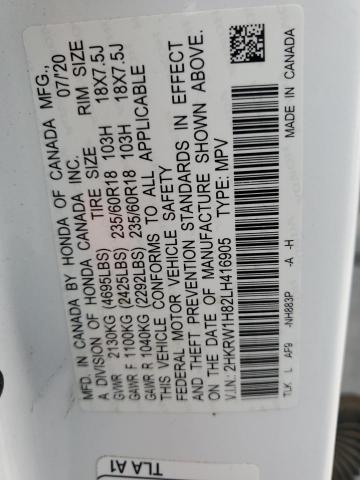 MFD. IN CANADA BY HONDA OF CANADA MFG.,
A DIVISION OF HONDA CANADA INC. 07/'20
TIRE SIZE RIM SIZE
GVWR 2130KG (4695LBS)
GAWR F 1100KG (2425LBS) 235/60R18 103H 18X7.5J
GAWR R 1040KG (2292LBS) 235/60R18 103H 18X7.5J
THIS VEHICLE CONFORMS TO ALL APPLICABLE
FEDERAL MOTOR VEHICLE SAFETY
AND THEFT PREVENTION STANDARDS IN EFFECT
ON THE DATE OF MANUFACTURE SHOWN ABOVE.
V.I.N.: 2HKRW1H82LH416905 TYPE: MPV
TLK L AF9 -NH883P -A -H
MADE IN CANADA
TLA A1